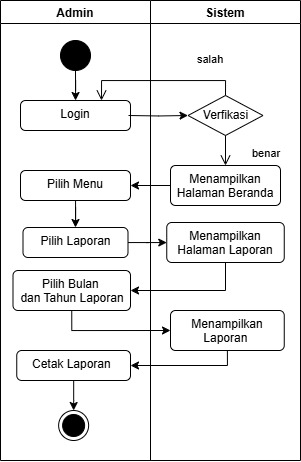 Admin
Sistem
salah
Login
Verfikasi
benar
Pilih Menu
Menampilkan
Halaman Beranda
Pilih Laporan
Menampilkan
Halaman Laporan
Pilih Bulan
dan Tahun Laporan
Menampilkan
Laporan
Cetak Laporan